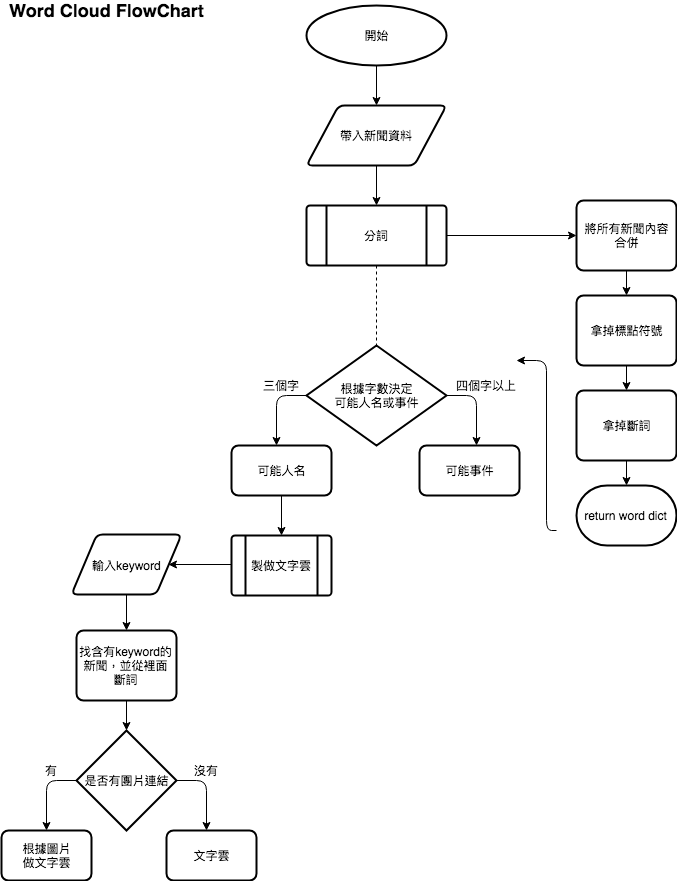 Word Cloud FlowChart
開始
帶入新聞資料
分詞
將所有新聞內容
合併
拿掉標點符號
拿掉斷詞
return word dict
根據字數決定
可能人名或事件
三個字
四個字以上
可能人名
可能事件
製做文字雲
輸入keyword
找含有keyword的
新聞，並從裡面
斷詞
是否有團片連結
有
沒有
根據圖片
做文字雲
文字雲